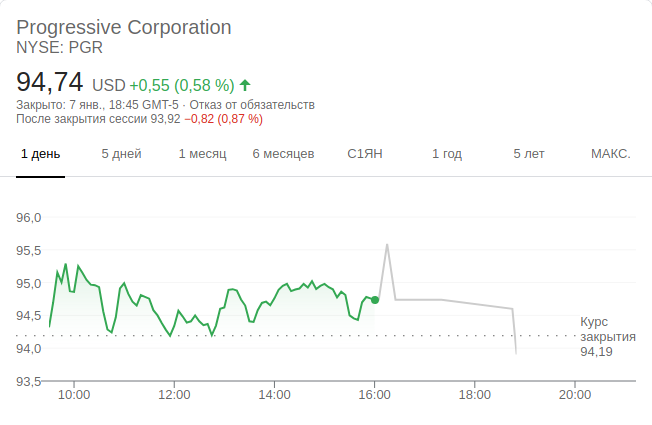 Progressive Corporation
NYSE: PGR
94,74 USD +0,55 (0,58 %)
Закрыто: 7 янв., 18:45 GMT-5 · Отказ от обязательств
После закрытия сессии 93,92 −0,82 (0,87 %)
1 день 5 дней 1 месяц 6 месяцев С1ЯН 1 год 5 лет МАКС.
96,0
95,5
95,0
94,5
94,0
93,5
Курс
закрытия
94,19
10:00 12:00 14:00 16:00 18:00 20:00